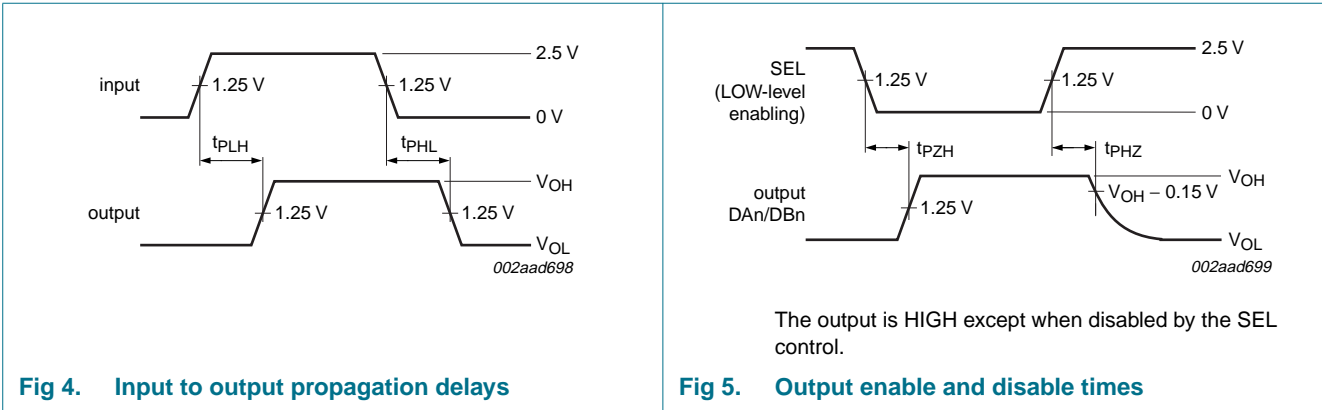 2.5 V
input
1.25 V
1.25 V
0 V
tPLH
tPHL
VOH
output
1.25 V
1.25 V
VOL
002aad698
Fig 4. Input to output propagation delays
2.5 V
SEL
(LOW-level
enabling)
1.25 V
1.25 V
0 V
tPZH
tPHZ
VOH
VOH – 0.15 V
output
DAn/DBn
1.25 V
VOL
002aad699
The output is HIGH except when disabled by the SEL
control.
Fig 5. Output enable and disable times